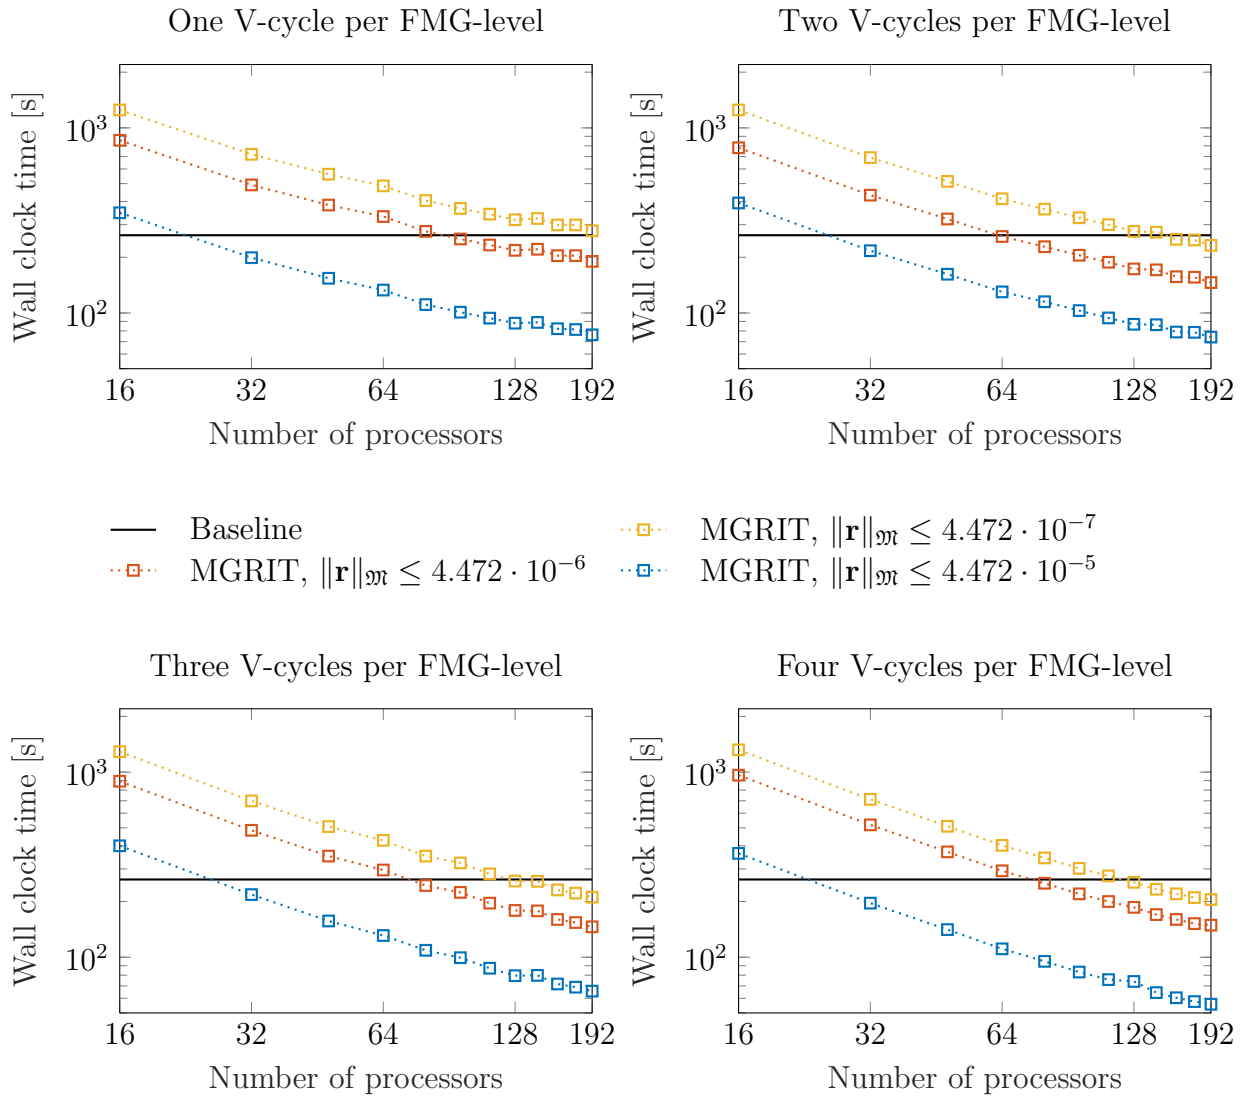 One V-cycle per FMG-level
Two V-cycles per FMG-level
Wall clock time [s]
10³
10²
16 32 64 128 192
Number of processors
Wall clock time [s]
10³
10²
16 32 64 128 192
Number of processors
Baseline
MGRIT, ‖𝐫‖𝔐 ≤ 4.472 · 10⁻⁶
MGRIT, ‖𝐫‖𝔐 ≤ 4.472 · 10⁻⁷
MGRIT, ‖𝐫‖𝔐 ≤ 4.472 · 10⁻⁵
Three V-cycles per FMG-level
Four V-cycles per FMG-level
Wall clock time [s]
10³
10²
16 32 64 128 192
Number of processors
Wall clock time [s]
10³
10²
16 32 64 128 192
Number of processors